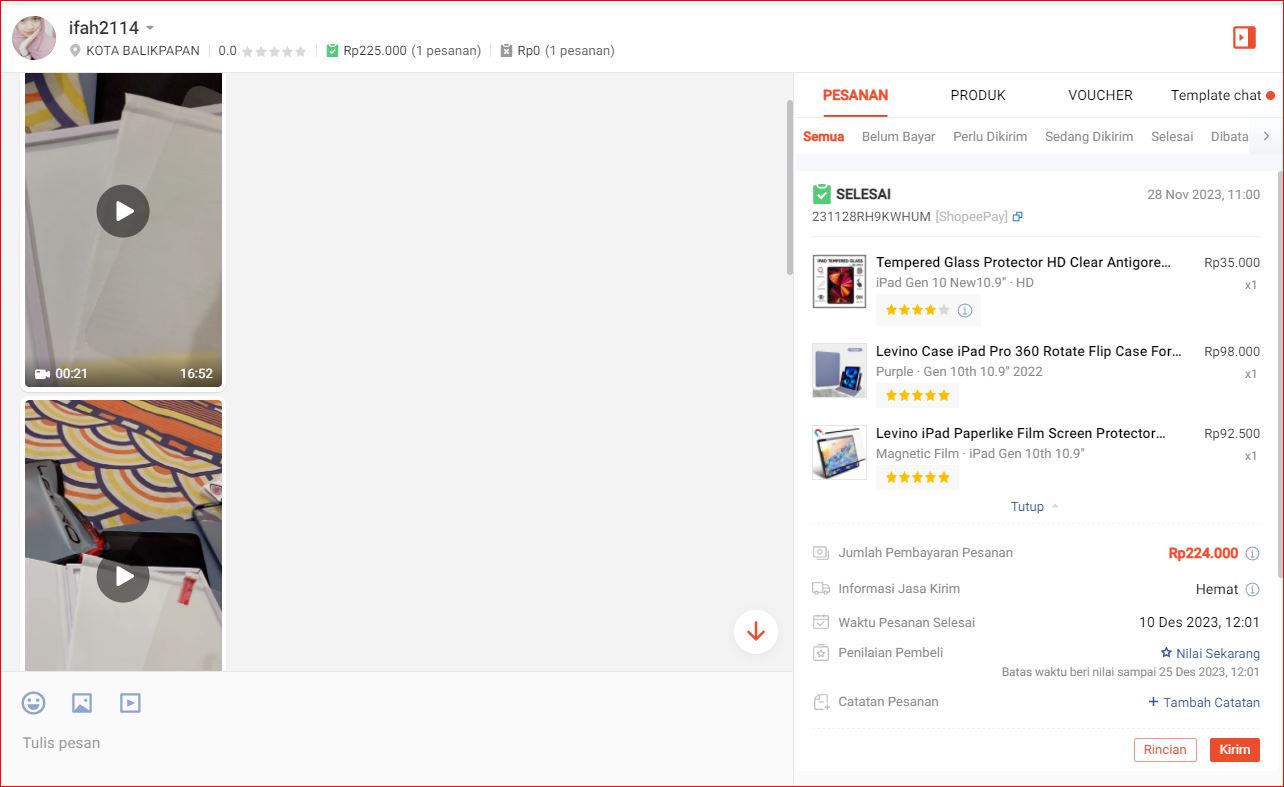 ifah2114
KOTA BALIKPAPAN
0.0
Rp225.000 (1 pesanan)
Rp0 (1 pesanan)
00:21
16:52
Tulis pesan
PESANAN
PRODUK
VOUCHER
Template chat
Semua
Belum Bayar
Perlu Dikirim
Sedang Dikirim
Selesai
Dibata
SELESAI
28 Nov 2023, 11:00
231128RH9KWHUM [ShopeePay]
Tempered Glass Protector HD Clear Antigore...
Rp35.000
iPad Gen 10 New10.9" · HD
x1
Levino Case iPad Pro 360 Rotate Flip Case For...
Rp98.000
Purple · Gen 10th 10.9" 2022
x1
Levino iPad Paperlike Film Screen Protector...
Rp92.500
Magnetic Film · iPad Gen 10th 10.9"
x1
Tutup
Jumlah Pembayaran Pesanan
Rp224.000
Informasi Jasa Kirim
Hemat
Waktu Pesanan Selesai
10 Des 2023, 12:01
Penilaian Pembeli
Nilai Sekarang
Batas waktu beri nilai sampai 25 Des 2023, 12:01
Catatan Pesanan
+ Tambah Catatan
Rincian
Kirim